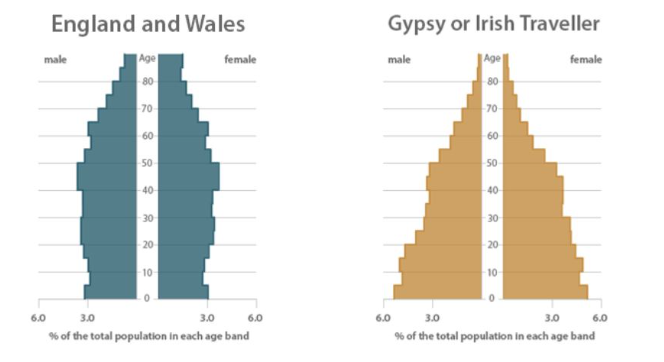 England and Wales
male
Age
female
80
70
60
50
40
30
20
10
0
6.0 3.0 3.0 6.0
% of the total population in each age band
Gypsy or Irish Traveller
male
Age
female
80
70
60
50
40
30
20
10
0
6.0 3.0 3.0 6.0
% of the total population in each age band